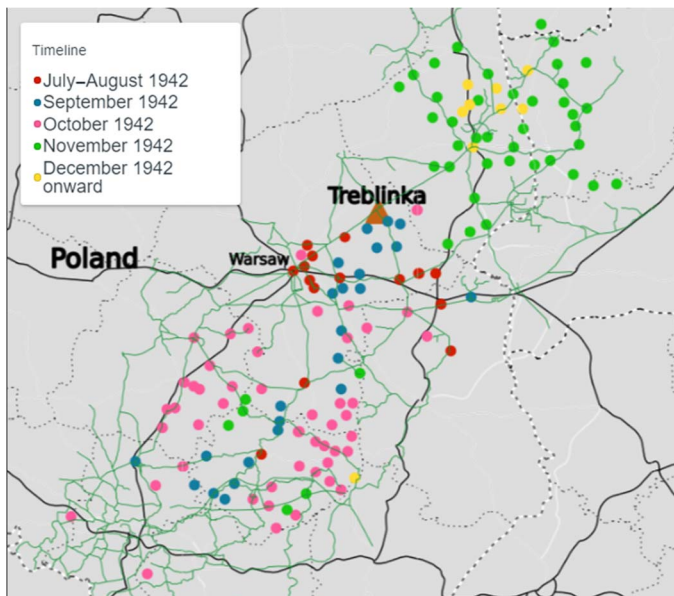 Timeline
July–August 1942
September 1942
October 1942
November 1942
December 1942
onward
Treblinka
Poland
Warsaw